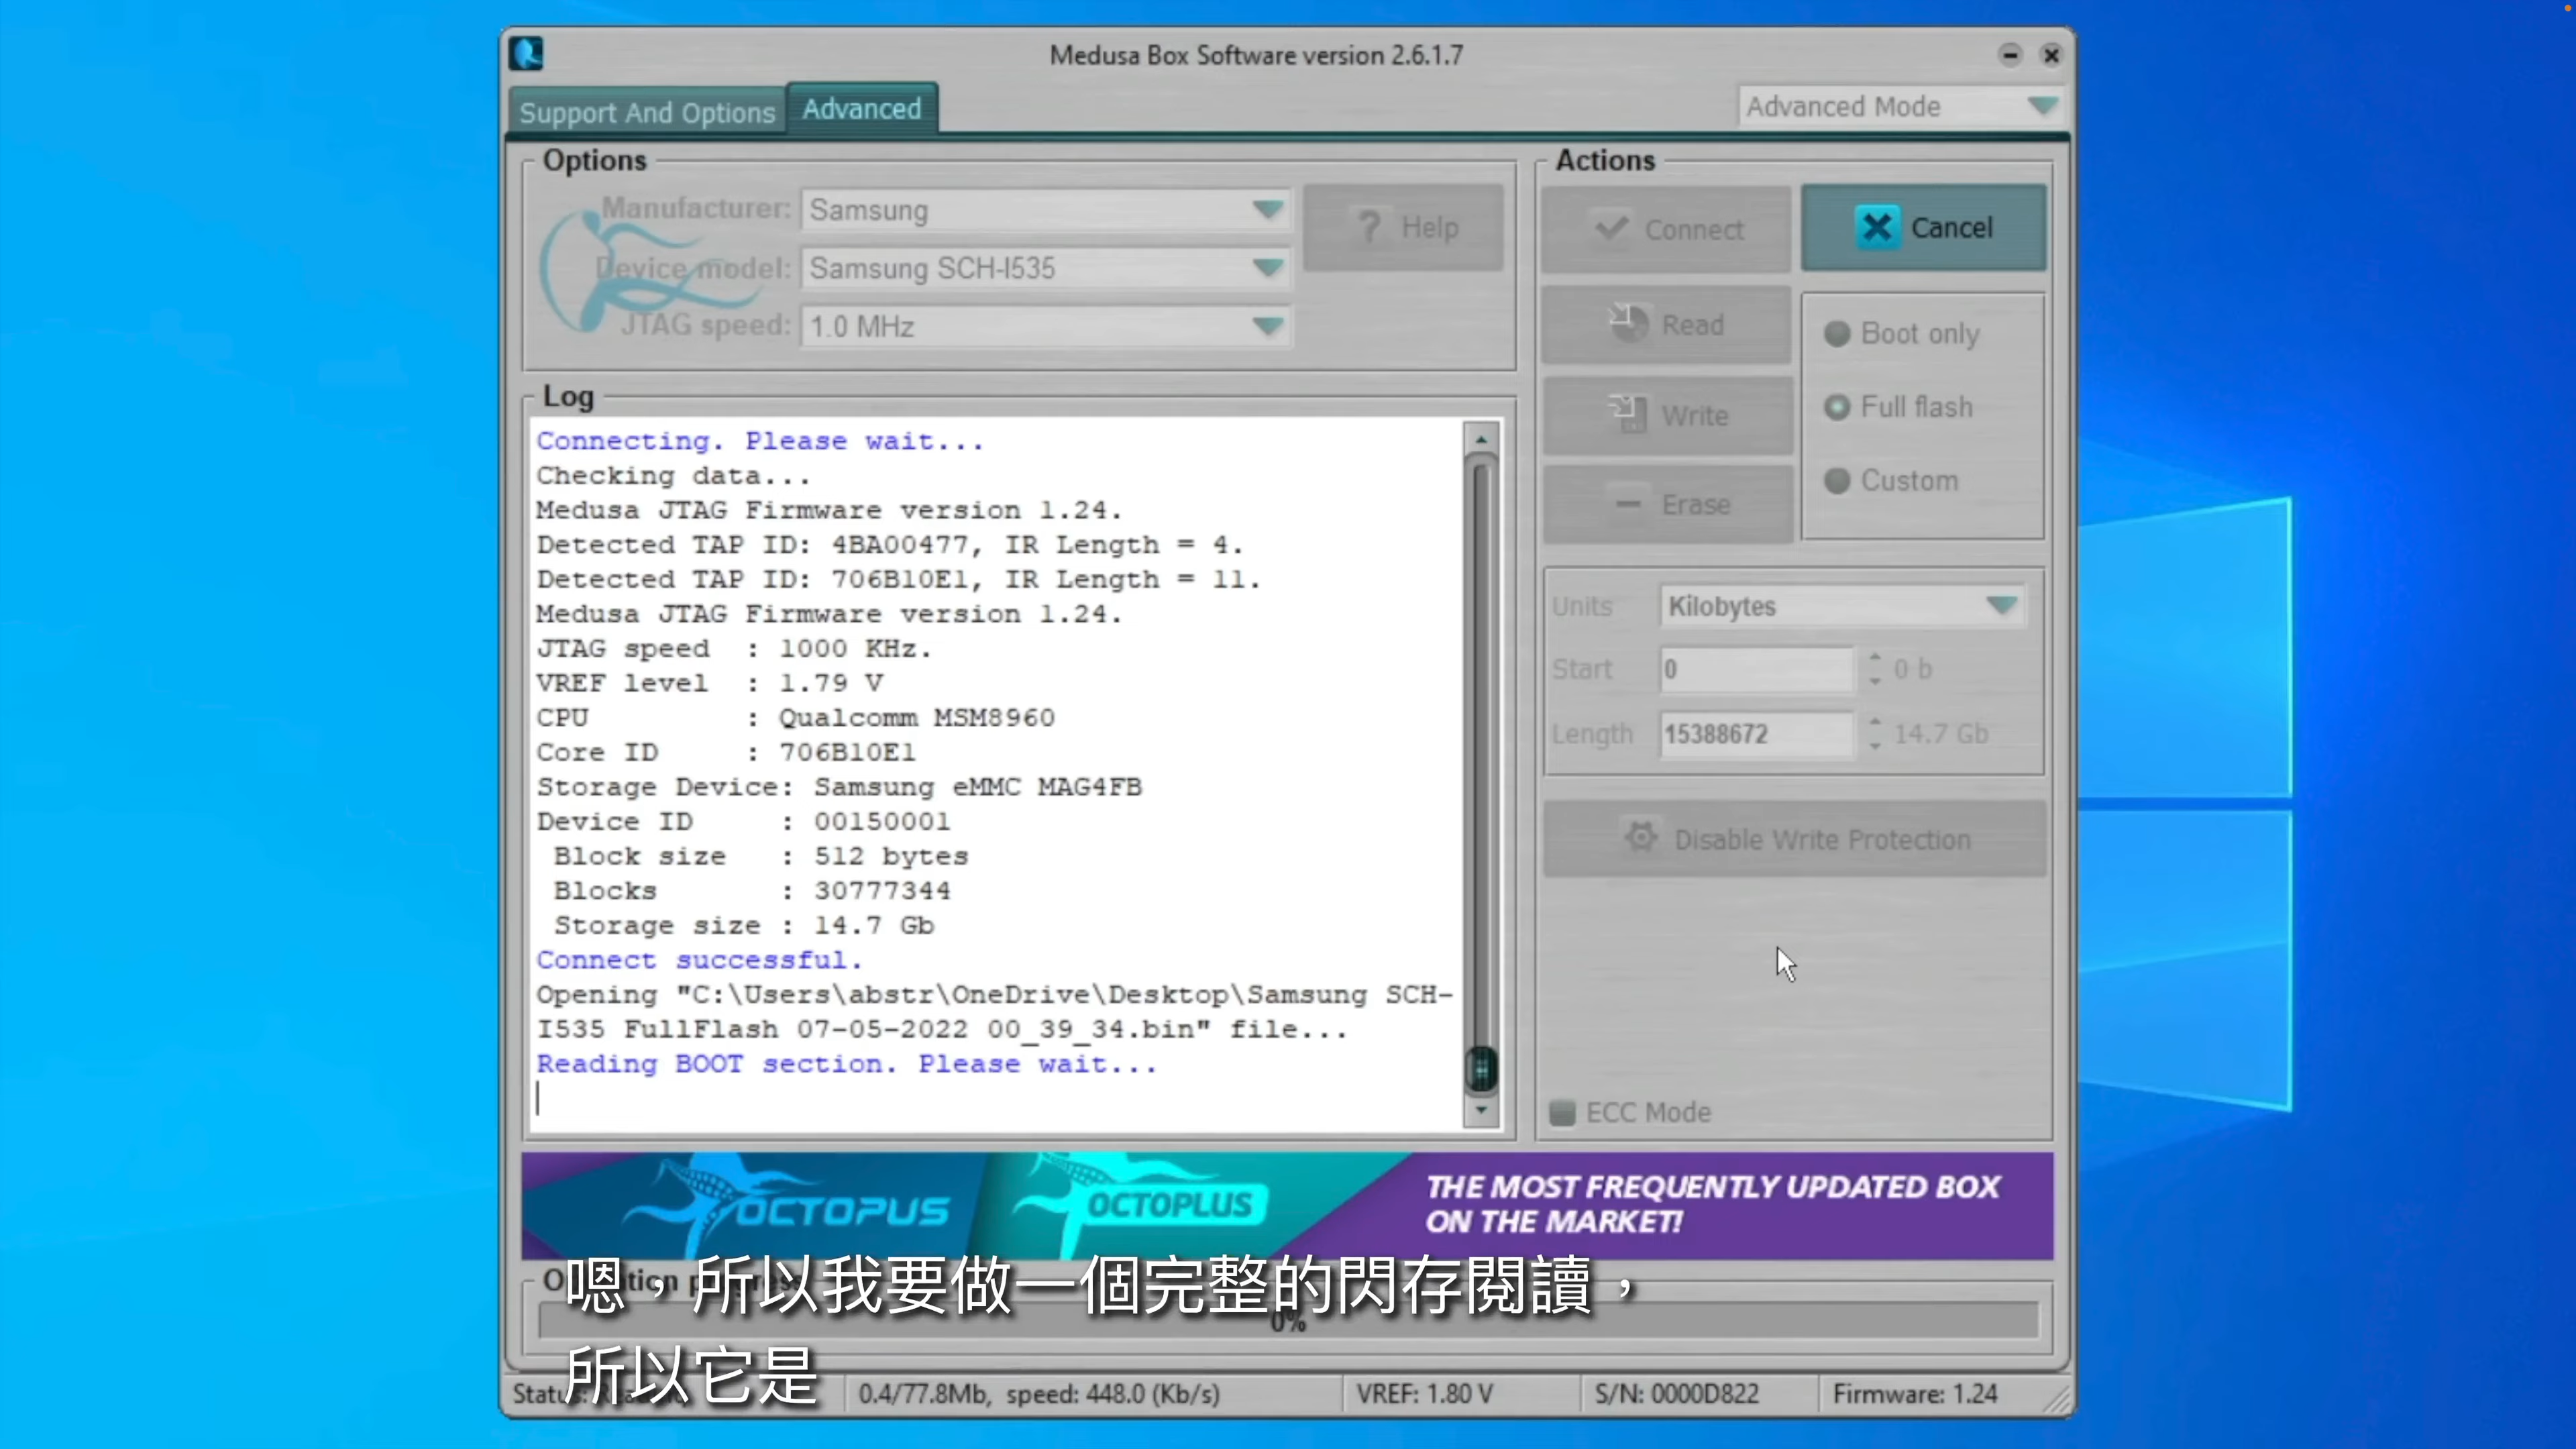 Medusa Box Software version 2.6.1.7
Support And Options
Advanced
Advanced Mode
Options
Manufacturer:
Samsung
Help
Device model:
Samsung SCH-I535
JTAG speed:
1.0 MHz
Actions
Connect
Cancel
Read
Write
Erase
Boot only
Full flash
Custom
Units
Kilobytes
Start
0
0 b
Length
15388672
14.7 Gb
Disable Write Protection
ECC Mode
Log
Connecting. Please wait...
Checking data...
Medusa JTAG Firmware version 1.24.
Detected TAP ID: 4BA00477, IR Length = 4.
Detected TAP ID: 706B10E1, IR Length = 11.
Medusa JTAG Firmware version 1.24.
JTAG speed : 1000 KHz.
VREF level : 1.79 V
CPU : Qualcomm MSM8960
Core ID : 706B10E1
Storage Device: Samsung eMMC MAG4FB
Device ID : 00150001
Block size : 512 bytes
Blocks : 30777344
Storage size : 14.7 Gb
Connect successful.
Opening "C:\Users\abstr\OneDrive\Desktop\Samsung SCH-
I535 FullFlash 07-05-2022 00_39_34.bin" file...
Reading BOOT section. Please wait...
OCTOPUS
OCTOPLUS
THE MOST FREQUENTLY UPDATED BOX
ON THE MARKET!
嗯，所以我要做一個完整的閃存閱讀，
0%
所以它是
0.4/77.8Mb, speed: 448.0 (Kb/s)
VREF: 1.80 V
S/N: 0000D822
Firmware: 1.24